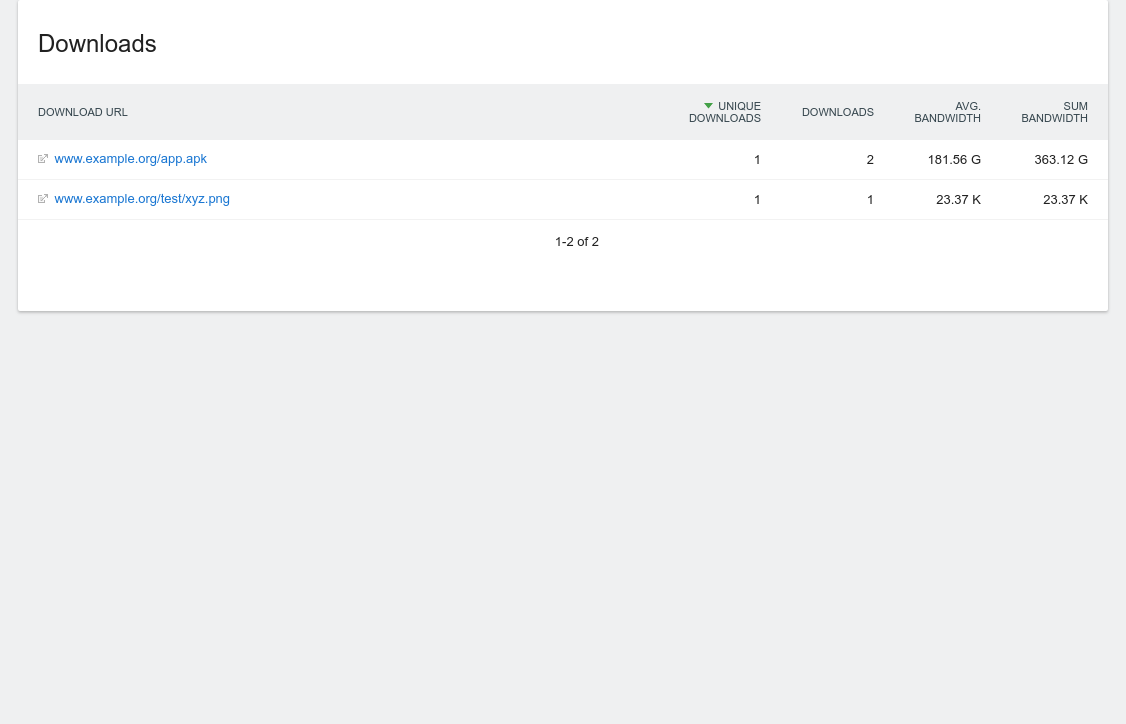 Downloads
DOWNLOAD URL
UNIQUE
DOWNLOADS
DOWNLOADS
AVG.
BANDWIDTH
SUM
BANDWIDTH
www.example.org/app.apk 1 2 181.56 G 363.12 G
www.example.org/test/xyz.png 1 1 23.37 K 23.37 K
1-2 of 2